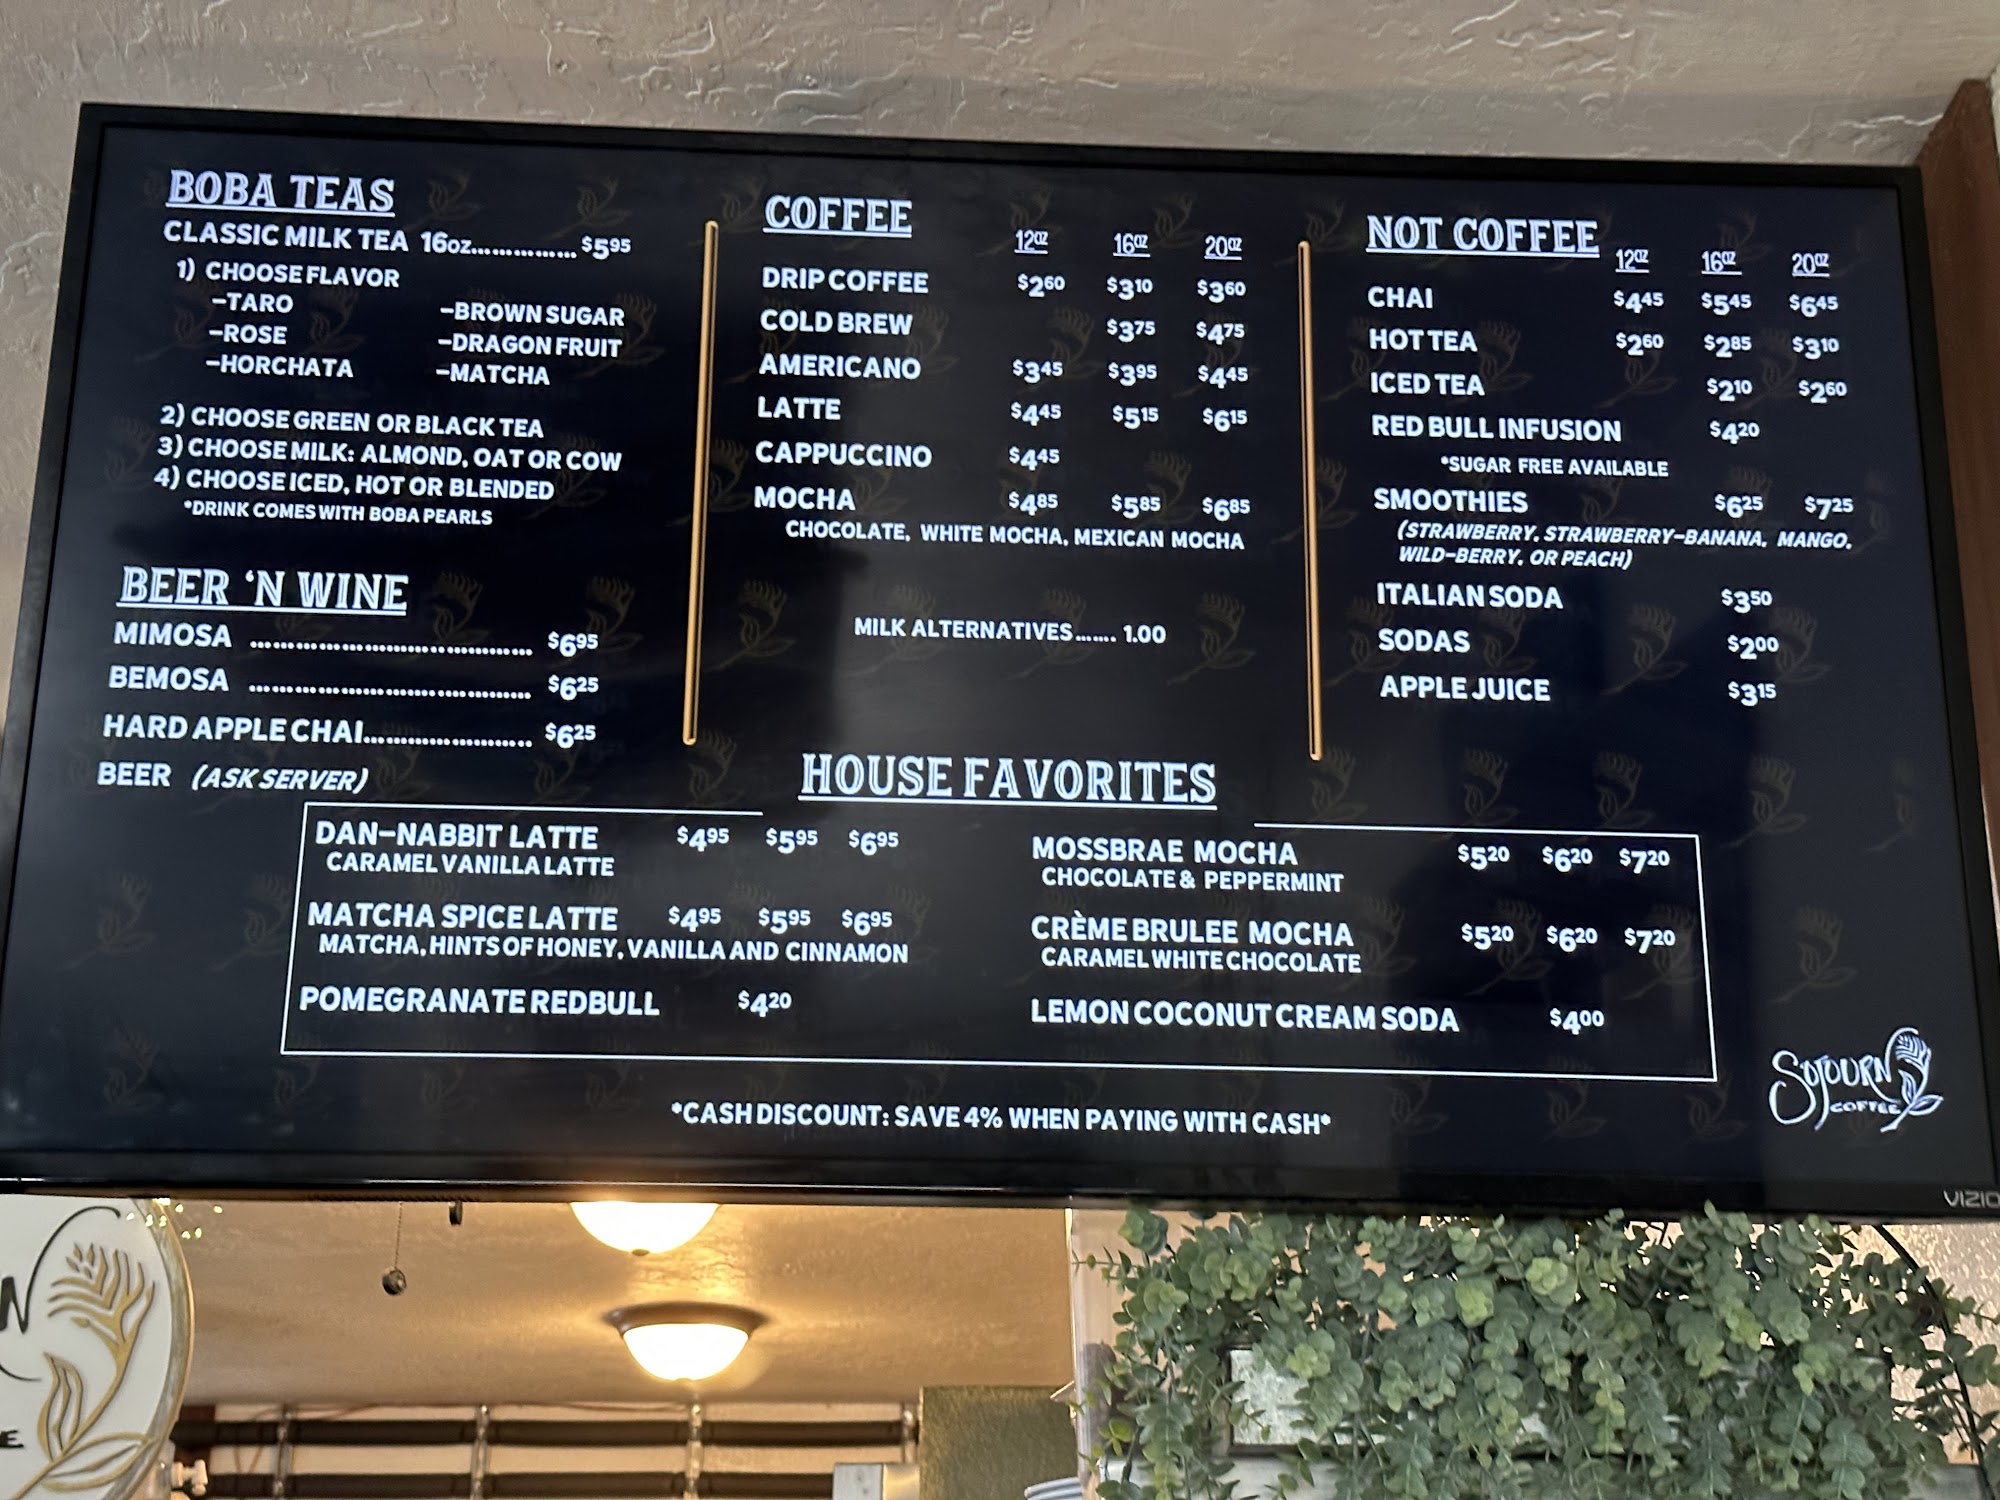 BOBA TEAS
CLASSIC MILK TEA 16oz............... $5.95
1) CHOOSE FLAVOR
-TARO -BROWN SUGAR
-ROSE -DRAGON FRUIT
-HORCHATA -MATCHA
2) CHOOSE GREEN OR BLACK TEA
3) CHOOSE MILK: ALMOND, OAT OR COW
4) CHOOSE ICED, HOT OR BLENDED
*DRINK COMES WITH BOBA PEARLS
BEER 'N WINE
MIMOSA .................................... $6.95
BEMOSA .................................... $6.25
HARD APPLE CHAI........................ $6.25
BEER (ASK SERVER)
COFFEE 12oz 16oz 20oz
DRIP COFFEE $2.60 $3.10 $3.60
COLD BREW $3.75 $4.75
AMERICANO $3.45 $3.95 $4.45
LATTE $4.45 $5.15 $6.15
CAPPUCCINO $4.45
MOCHA $4.85 $5.85 $6.85
CHOCOLATE, WHITE MOCHA, MEXICAN MOCHA
MILK ALTERNATIVES....... 1.00
NOT COFFEE 12oz 16oz 20oz
CHAI $4.45 $5.45 $6.45
HOT TEA $2.60 $2.85 $3.10
ICED TEA $2.10 $2.60
RED BULL INFUSION $4.20
*SUGAR FREE AVAILABLE
SMOOTHIES $6.25 $7.25
(STRAWBERRY, STRAWBERRY-BANANA, MANGO,
WILD-BERRY, OR PEACH)
ITALIAN SODA $3.50
SODAS $2.00
APPLE JUICE $3.15
HOUSE FAVORITES
DAN-NABBIT LATTE $4.95 $5.95 $6.95
CARAMEL VANILLA LATTE
MATCHA SPICE LATTE $4.95 $5.95 $6.95
MATCHA, HINTS OF HONEY, VANILLA AND CINNAMON
POMEGRANATE REDBULL $4.20
MOSSBRAE MOCHA $5.20 $6.20 $7.20
CHOCOLATE & PEPPERMINT
CRÈME BRULEE MOCHA $5.20 $6.20 $7.20
CARAMEL WHITE CHOCOLATE
LEMON COCONUT CREAM SODA $4.00
*CASH DISCOUNT: SAVE 4% WHEN PAYING WITH CASH*
SOJOURN
COFFEE
VIZIO